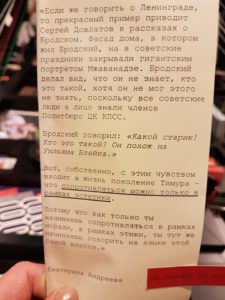 «Если же говорить о Ленинграде,
то прекрасный пример приводит
Сергей Довлатов в рассказах о
Бродском. Фасад дома, в котором
жил Бродский, на в советские
праздники закрывали гигантским
портретом Мжаванадзе. Бродский
делал вид, что он не знает, кто
это такой, хотя он не мог этого
не знать, поскольку все советские
люди в лицо знали членов
Политбюро ЦК КПСС.
Бродский говорил: «Какой старик!
Кто это такой? Он похож на
Уильяма Блейка.»
Вот, собственно, с этим чувством
входит в жизнь поколение Тимура –
что сопротивляться можно только в
рамках эстетики.
Потому что как только ты
начинаешь сопротивляться в рамках
морали, в рамках этики, ты тут же
начинаешь говорить на языке этой
самой власти.»
Екатерина Андреева